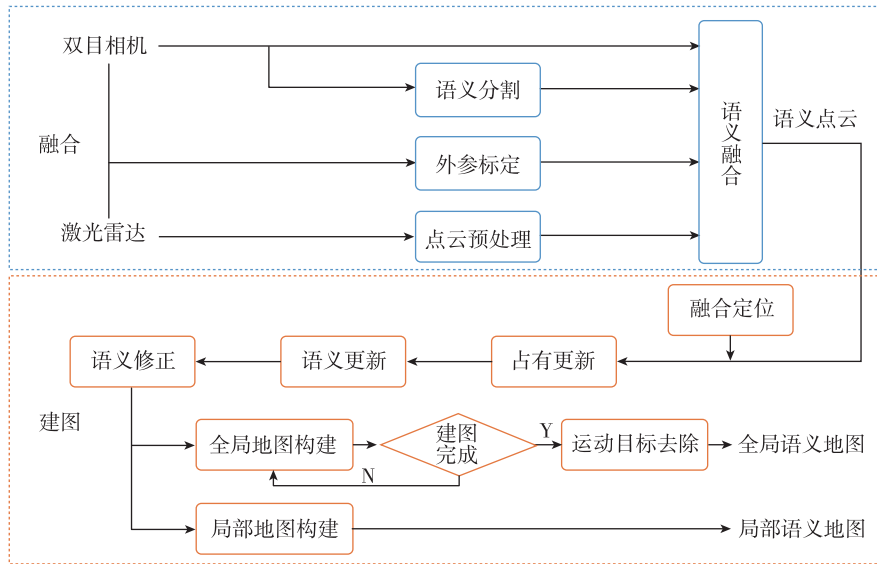 双目相机
语义分割
语义融合
语义点云
融合
外参标定
激光雷达
点云预处理
融合定位
语义修正
语义更新
占有更新
建图
全局地图构建
建图
完成
Y
N
运动目标去除
全局语义地图
局部地图构建
局部语义地图